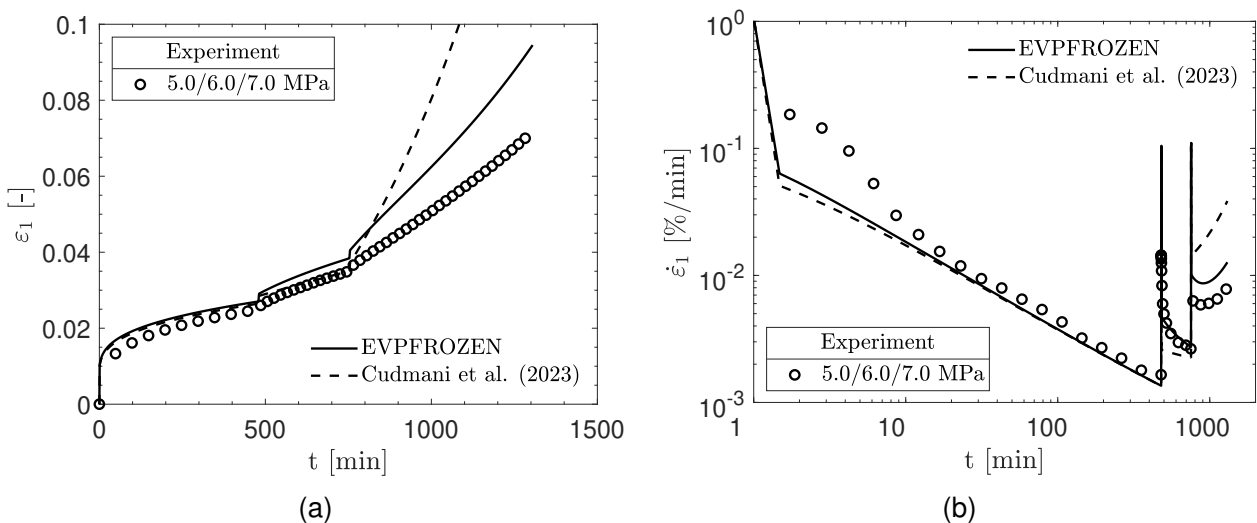 0.1
0.08
0.06
0.04
0.02
0
ε₁ [-]
Experiment
5.0/6.0/7.0 MPa
EVPFROZEN
Cudmani et al. (2023)
0 500 1000 1500
t [min]
(a)
10⁰
10⁻¹
10⁻²
10⁻³
ε̇₁ [%/min]
EVPFROZEN
Cudmani et al. (2023)
Experiment
5.0/6.0/7.0 MPa
1 10 100 1000
t [min]
(b)